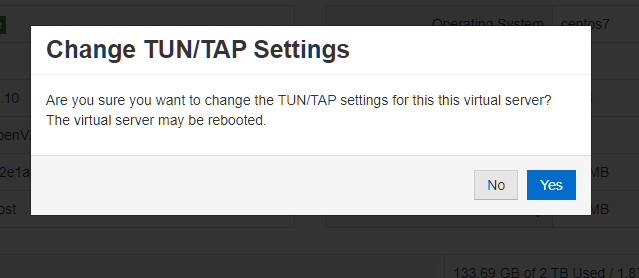 Operating System centos7
Change TUN/TAP Settings
Are you sure you want to change the TUN/TAP settings for this this virtual server?
The virtual server may be rebooted.
.10
penV
2e1a
MB
No Yes
ost
MB
133.69 GB of 2 TB Used / 1.8